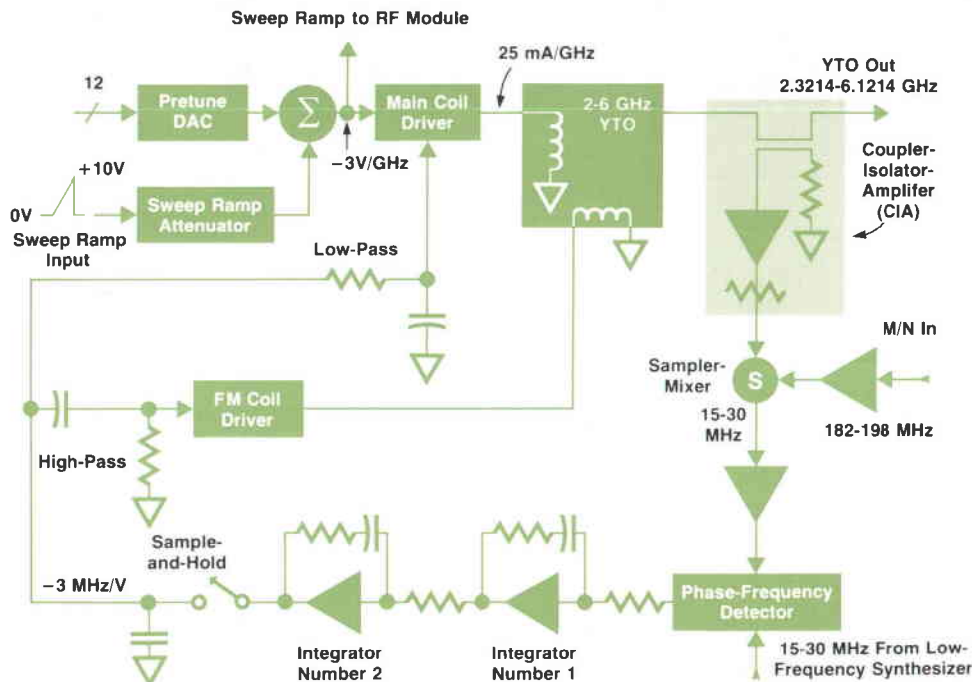 Sweep Ramp to RF Module
12
Pretune
DAC
Σ
Main Coil
Driver
−3V/GHz
25 mA/GHz
2-6 GHz
YTO
YTO Out
2.3214-6.1214 GHz
Coupler-
Isolator-
Amplifer
(CIA)
+10V
0V
Sweep Ramp
Input
Sweep Ramp
Attenuator
Low-Pass
M/N In
Sampler-
Mixer
S
182-198 MHz
15-30
MHz
FM Coil
Driver
High-Pass
Sample-
and-Hold
−3 MHz/V
Integrator
Number 2
Integrator
Number 1
Phase-Frequency
Detector
15-30 MHz From Low-
Frequency Synthesizer